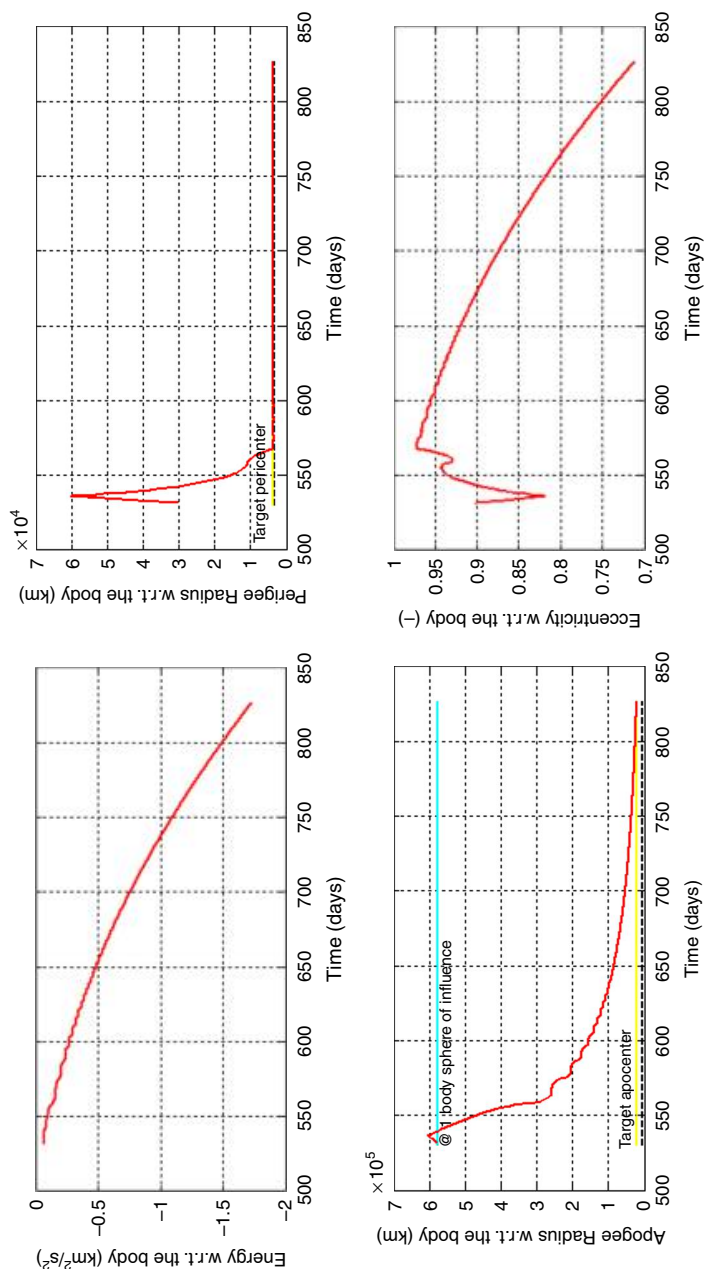 0
−0.5
−1
−1.5
−2
Energy w.r.t. the body (km²/s²)
500 550 600 650 700 750 800 850
Time (days)
×10⁴
7
6
5
4
3
2
1
0
Perigee Radius w.r.t. the body (km)
Target pericenter
500 550 600 650 700 750 800 850
Time (days)
×10⁵
6
5
4
3
2
1
0
Apogee Radius w.r.t. the body (km)
@ 1 body sphere of influence
Target apocenter
500 550 600 650 700 750 800 850
Time (days)
1
0.95
0.9
0.85
0.8
0.75
0.7
Eccentricity w.r.t. the body (–)
500 550 600 650 700 750 800 850
Time (days)